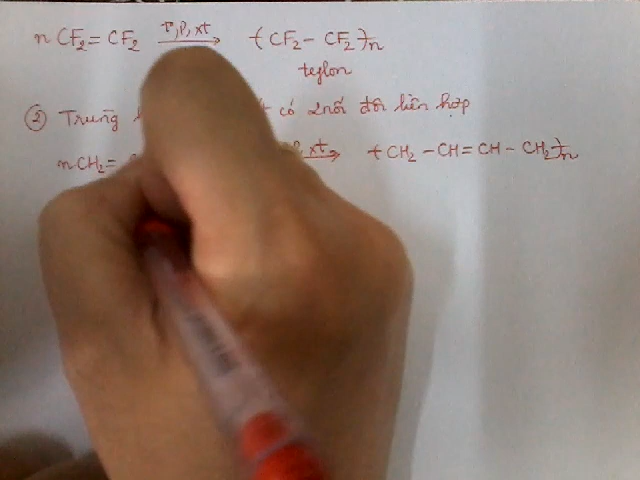 n CF₂ = CF₂ t°, P, xt → (CF₂ – CF₂)n
teflon
② Trùng có 2 nối đôi liên hợp
n CH₂ = P, xt → (CH₂ – CH = CH – CH₂)n